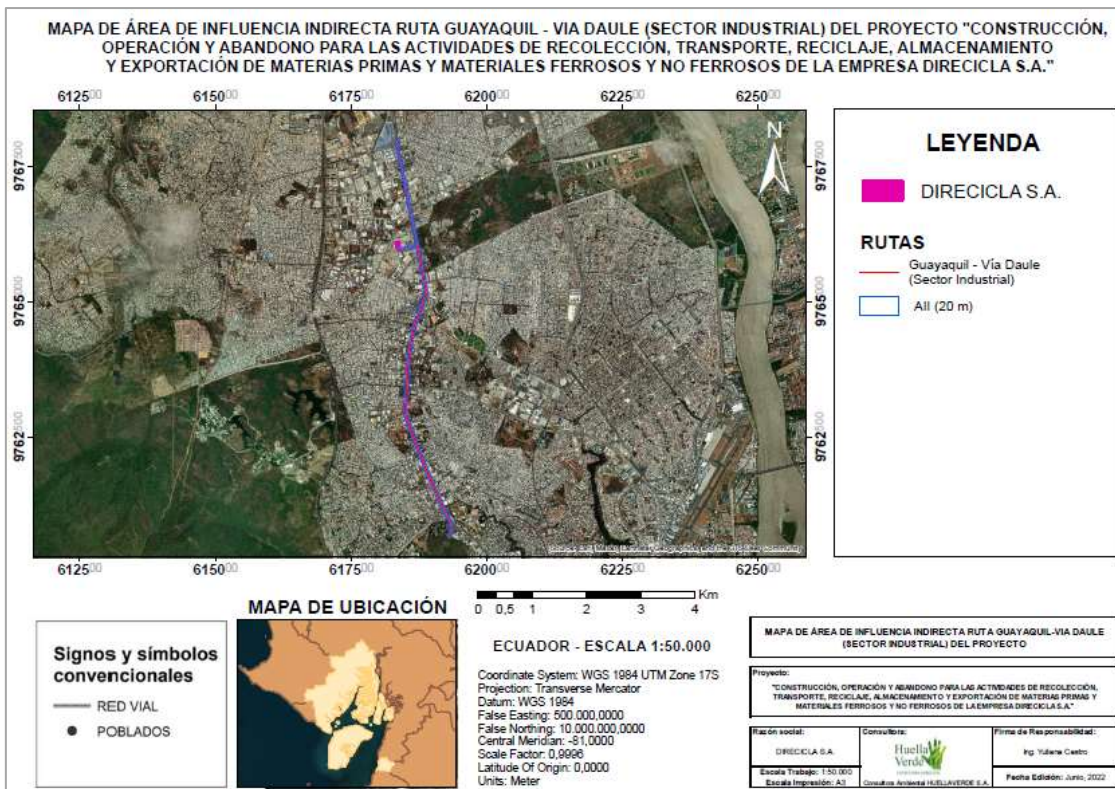 MAPA DE ÁREA DE INFLUENCIA INDIRECTA RUTA GUAYAQUIL - VIA DAULE (SECTOR INDUSTRIAL) DEL PROYECTO "CONSTRUCCIÓN,
OPERACIÓN Y ABANDONO PARA LAS ACTIVIDADES DE RECOLECCIÓN, TRANSPORTE, RECICLAJE, ALMACENAMIENTO
Y EXPORTACIÓN DE MATERIAS PRIMAS Y MATERIALES FERROSOS Y NO FERROSOS DE LA EMPRESA DIRECICLA S.A."
612500 615000 617500 620000 622500 625000
9767500 9767500
9765000 9765000
9762500 9762500
N
612500 615000 617500 620000 622500 625000
LEYENDA
DIRECICLA S.A.
RUTAS
Guayaquil - Vía Daule
(Sector Industrial)
AII (20 m)
Signos y símbolos
convencionales
RED VIAL
POBLADOS
MAPA DE UBICACIÓN
Km
0 0,5 1 2 3 4
ECUADOR - ESCALA 1:50.000
Coordinate System: WGS 1984 UTM Zone 17S
Projection: Transverse Mercator
Datum: WGS 1984
False Easting: 500.000,0000
False Northing: 10.000.000,0000
Central Meridian: -81,0000
Scale Factor: 0,9996
Latitude Of Origin: 0,0000
Units: Meter
MAPA DE ÁREA DE INFLUENCIA INDIRECTA RUTA GUAYAQUIL-VIA DAULE
(SECTOR INDUSTRIAL) DEL PROYECTO
Proyecto:
"CONSTRUCCIÓN, OPERACIÓN Y ABANDONO PARA LAS ACTIVIDADES DE RECOLECCIÓN,
TRANSPORTE, RECICLAJE, ALMACENAMIENTO Y EXPORTACIÓN DE MATERIAS PRIMAS Y
MATERIALES FERROSOS Y NO FERROSOS DE LA EMPRESA DIRECICLA S.A."
Razón social:
DIRECICLA S.A.
Escala Trabajo: 1:50.000
Escala Impresión: A3
Consultora:
Huella
Verde
Consultora Ambiental HUELLAVERDE S.A.
Firma de Responsabilidad:
Ing. Yuliana Castro
Fecha Edición: Junio, 2022